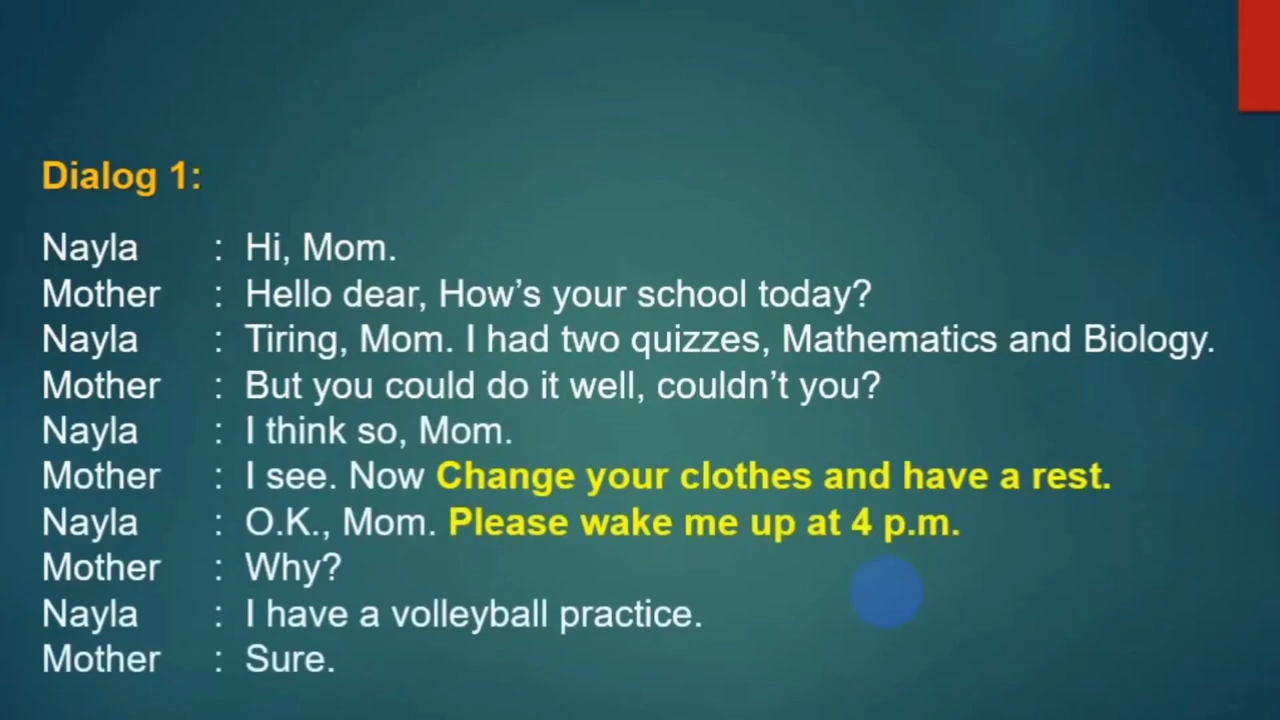 Dialog 1:
Nayla : Hi, Mom.
Mother : Hello dear, How’s your school today?
Nayla : Tiring, Mom. I had two quizzes, Mathematics and Biology.
Mother : But you could do it well, couldn’t you?
Nayla : I think so, Mom.
Mother : I see. Now Change your clothes and have a rest.
Nayla : O.K., Mom. Please wake me up at 4 p.m.
Mother : Why?
Nayla : I have a volleyball practice.
Mother : Sure.